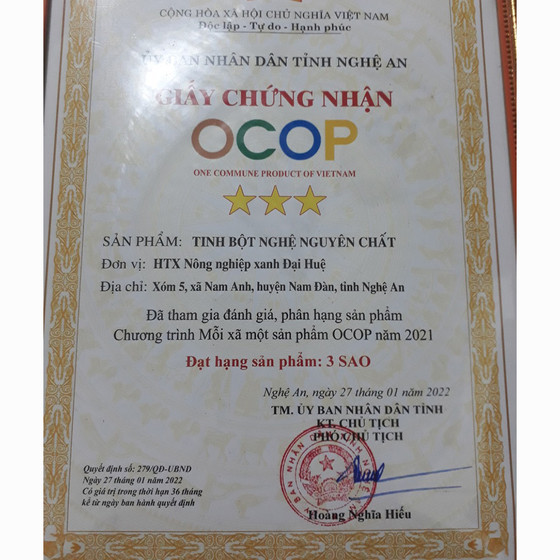 CỘNG HÒA XÃ HỘI CHỦ NGHĨA VIỆT NAM
Độc lập - Tự do - Hạnh phúc
ỦY BAN NHÂN DÂN TỈNH NGHỆ AN
GIẤY CHỨNG NHẬN
OCOP
ONE COMMUNE PRODUCT OF VIETNAM
SẢN PHẨM: TINH BỘT NGHỆ NGUYÊN CHẤT
Đơn vị: HTX Nông nghiệp xanh Đại Huệ
Địa chỉ: Xóm 5, xã Nam Anh, huyện Nam Đàn, tỉnh Nghệ An
Đã tham gia đánh giá, phân hạng sản phẩm
Chương trình Mỗi xã một sản phẩm OCOP năm 2021
Đạt hạng sản phẩm: 3 SAO
Nghệ An, ngày 27 tháng 01 năm 2022
TM. ỦY BAN NHÂN DÂN TỈNH
KT. CHỦ TỊCH
PHÓ CHỦ TỊCH
Quyết định số: 279/QĐ-UBND
Ngày 27 tháng 01 năm 2022
Có giá trị trong thời hạn 36 tháng
kể từ ngày ban hành quyết định
Hoàng Nghĩa Hiếu